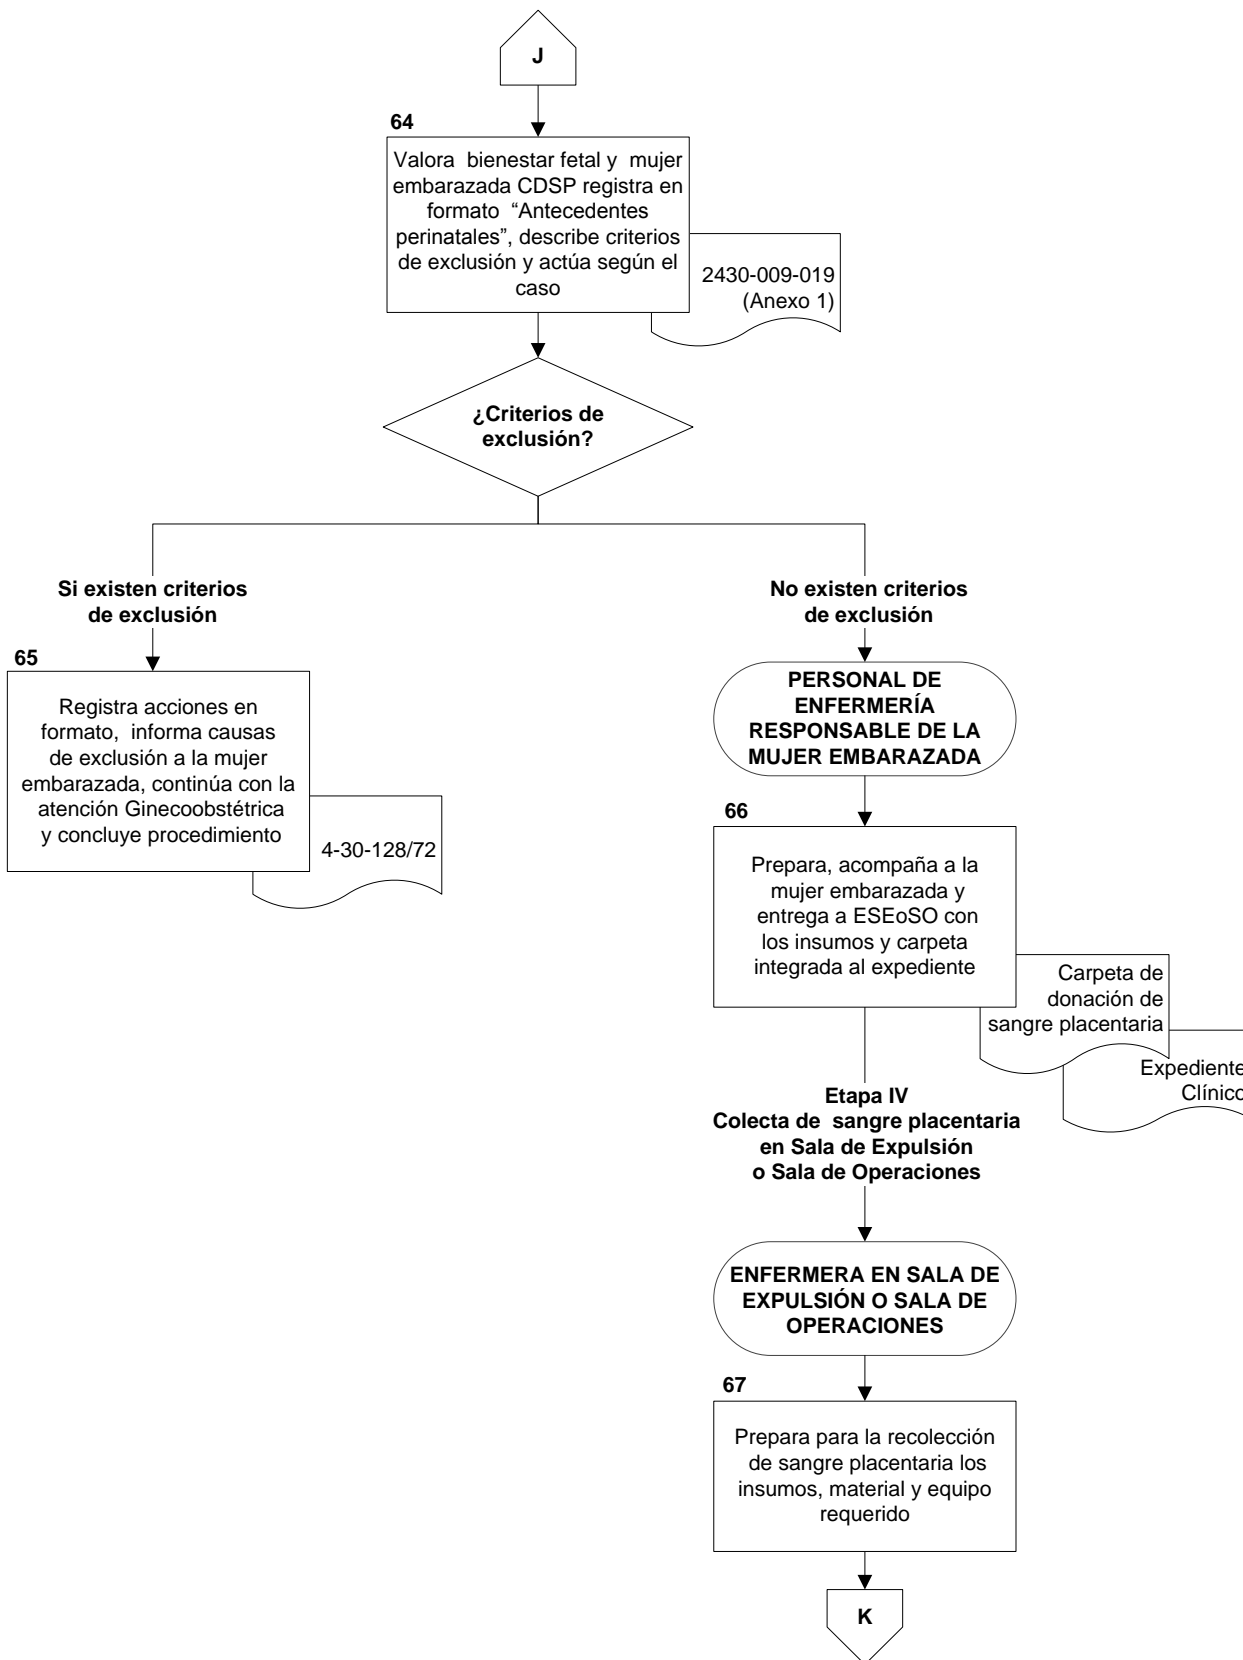 J
64
Valora bienestar fetal y mujer
embarazada CDSP registra en
formato “Antecedentes
perinatales”, describe criterios
de exclusión y actúa según el
caso
2430-009-019
(Anexo 1)
¿Criterios de
exclusión?
Si existen criterios
de exclusión
65
Registra acciones en
formato, informa causas
de exclusión a la mujer
embarazada, continúa con la
atención Ginecoobstétrica
y concluye procedimiento
4-30-128/72
No existen criterios
de exclusión
PERSONAL DE
ENFERMERÍA
RESPONSABLE DE LA
MUJER EMBARAZADA
66
Prepara, acompaña a la
mujer embarazada y
entrega a ESEoSO con
los insumos y carpeta
integrada al expediente
Carpeta de
donación de
sangre placentaria
Expediente
Clínico
Etapa IV
Colecta de sangre placentaria
en Sala de Expulsión
o Sala de Operaciones
ENFERMERA EN SALA DE
EXPULSIÓN O SALA DE
OPERACIONES
67
Prepara para la recolección
de sangre placentaria los
insumos, material y equipo
requerido
K